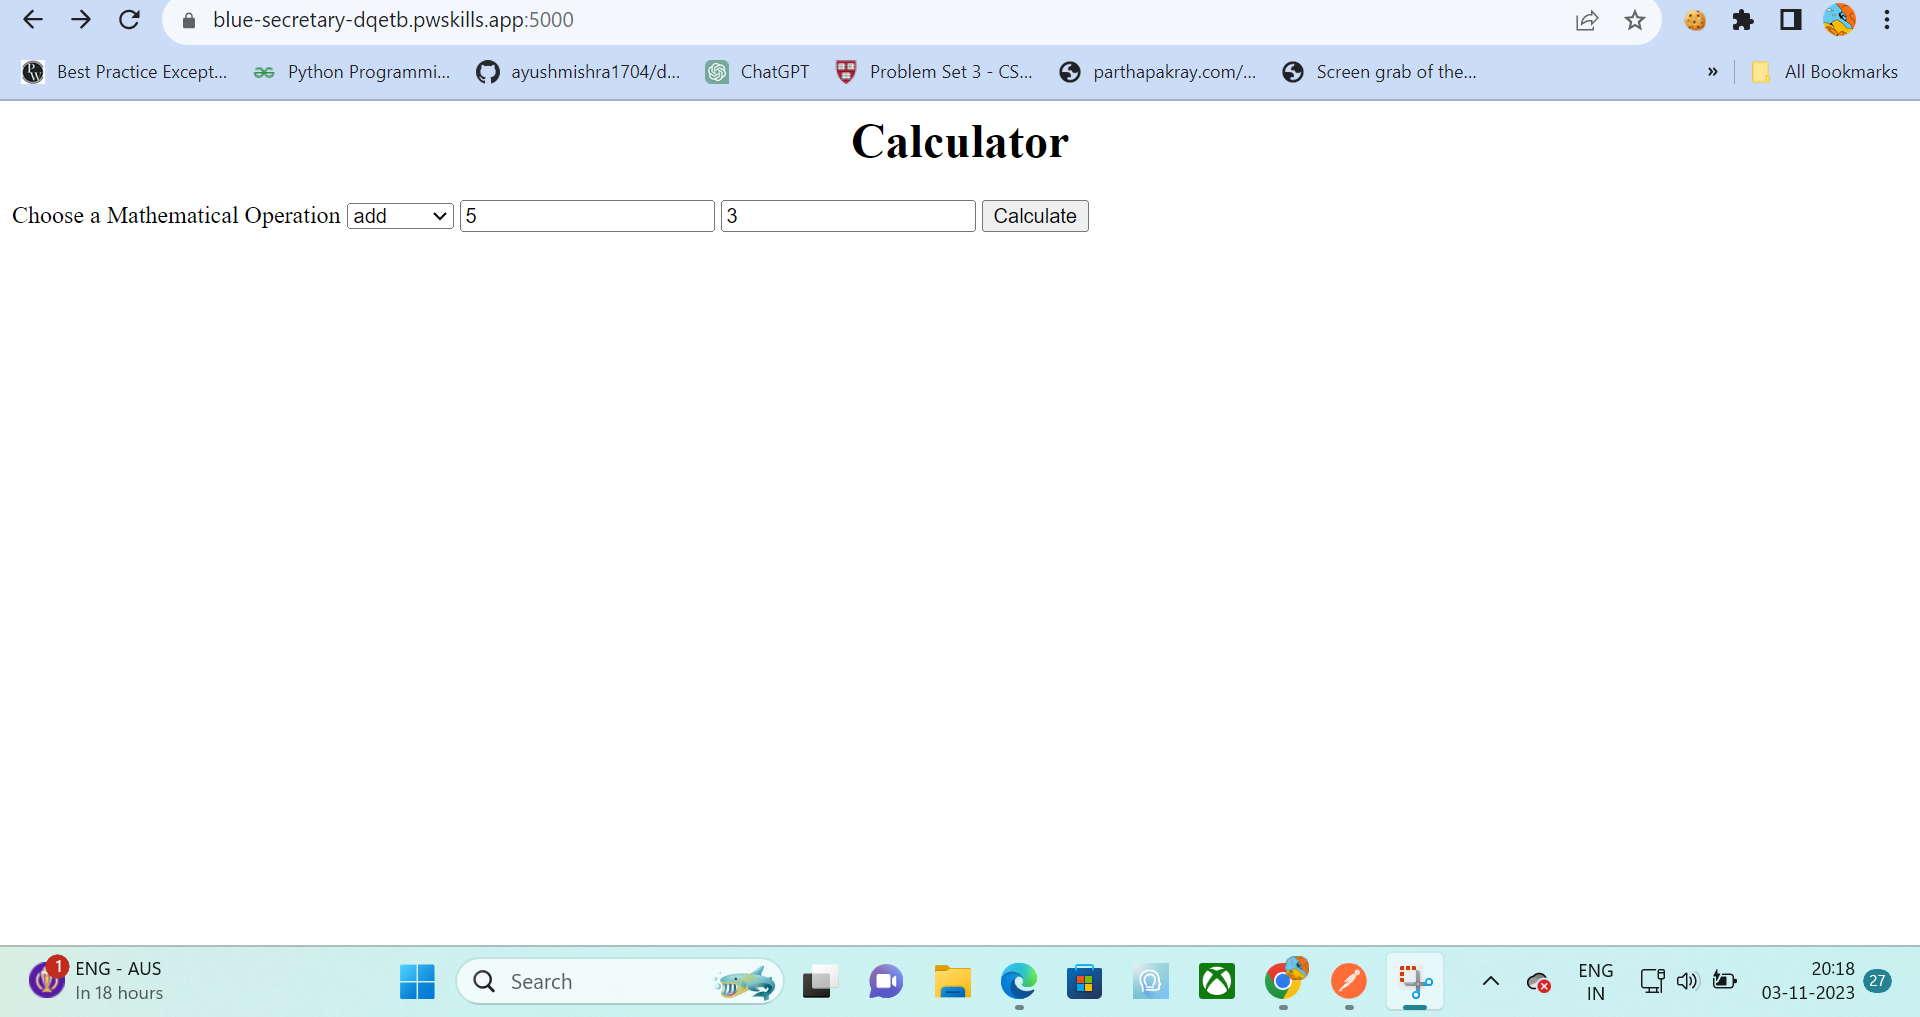 blue-secretary-dqetb.pwskills.app:5000
Best Practice Except... Python Programmi... ayushmishra1704/d... ChatGPT Problem Set 3 - CS... parthapakray.com/... Screen grab of the... » All Bookmarks
Calculator
Choose a Mathematical Operation add 5 3 Calculate
1 ENG - AUS
In 18 hours
Search
ENG
IN
20:18
03-11-2023
27